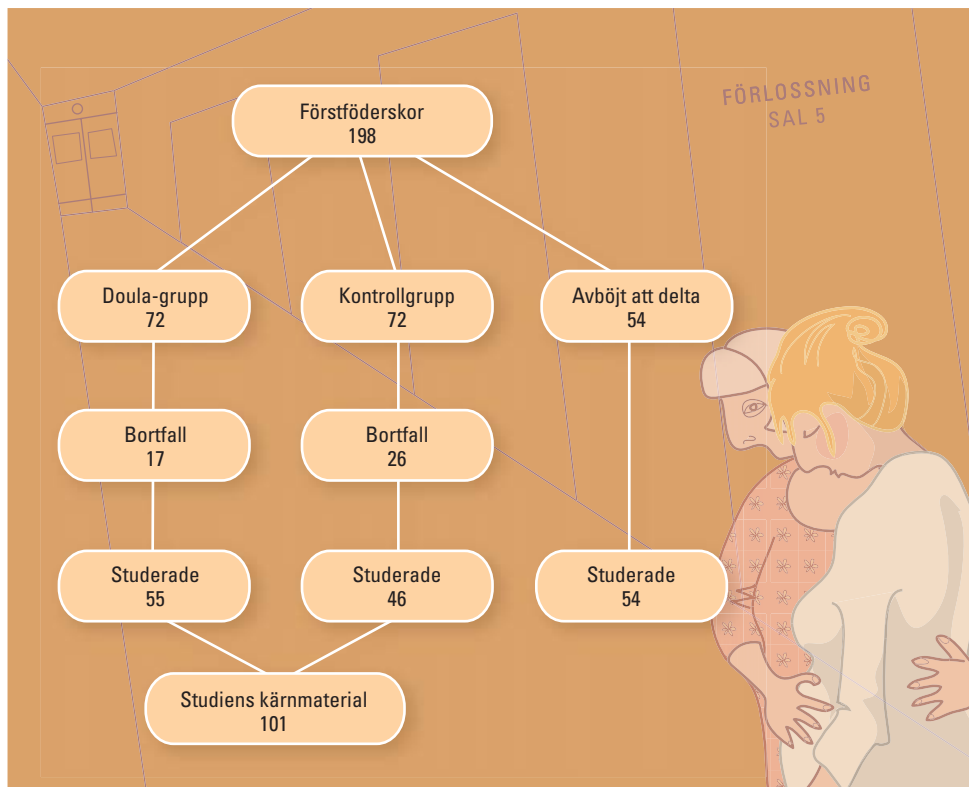 FÖRLOSSNING
SAL 5
Förstföderskor
198
Doula-grupp
72
Kontrollgrupp
72
Avböjt att delta
54
Bortfall
17
Bortfall
26
Studerade
55
Studerade
46
Studerade
54
Studiens kärnmaterial
101